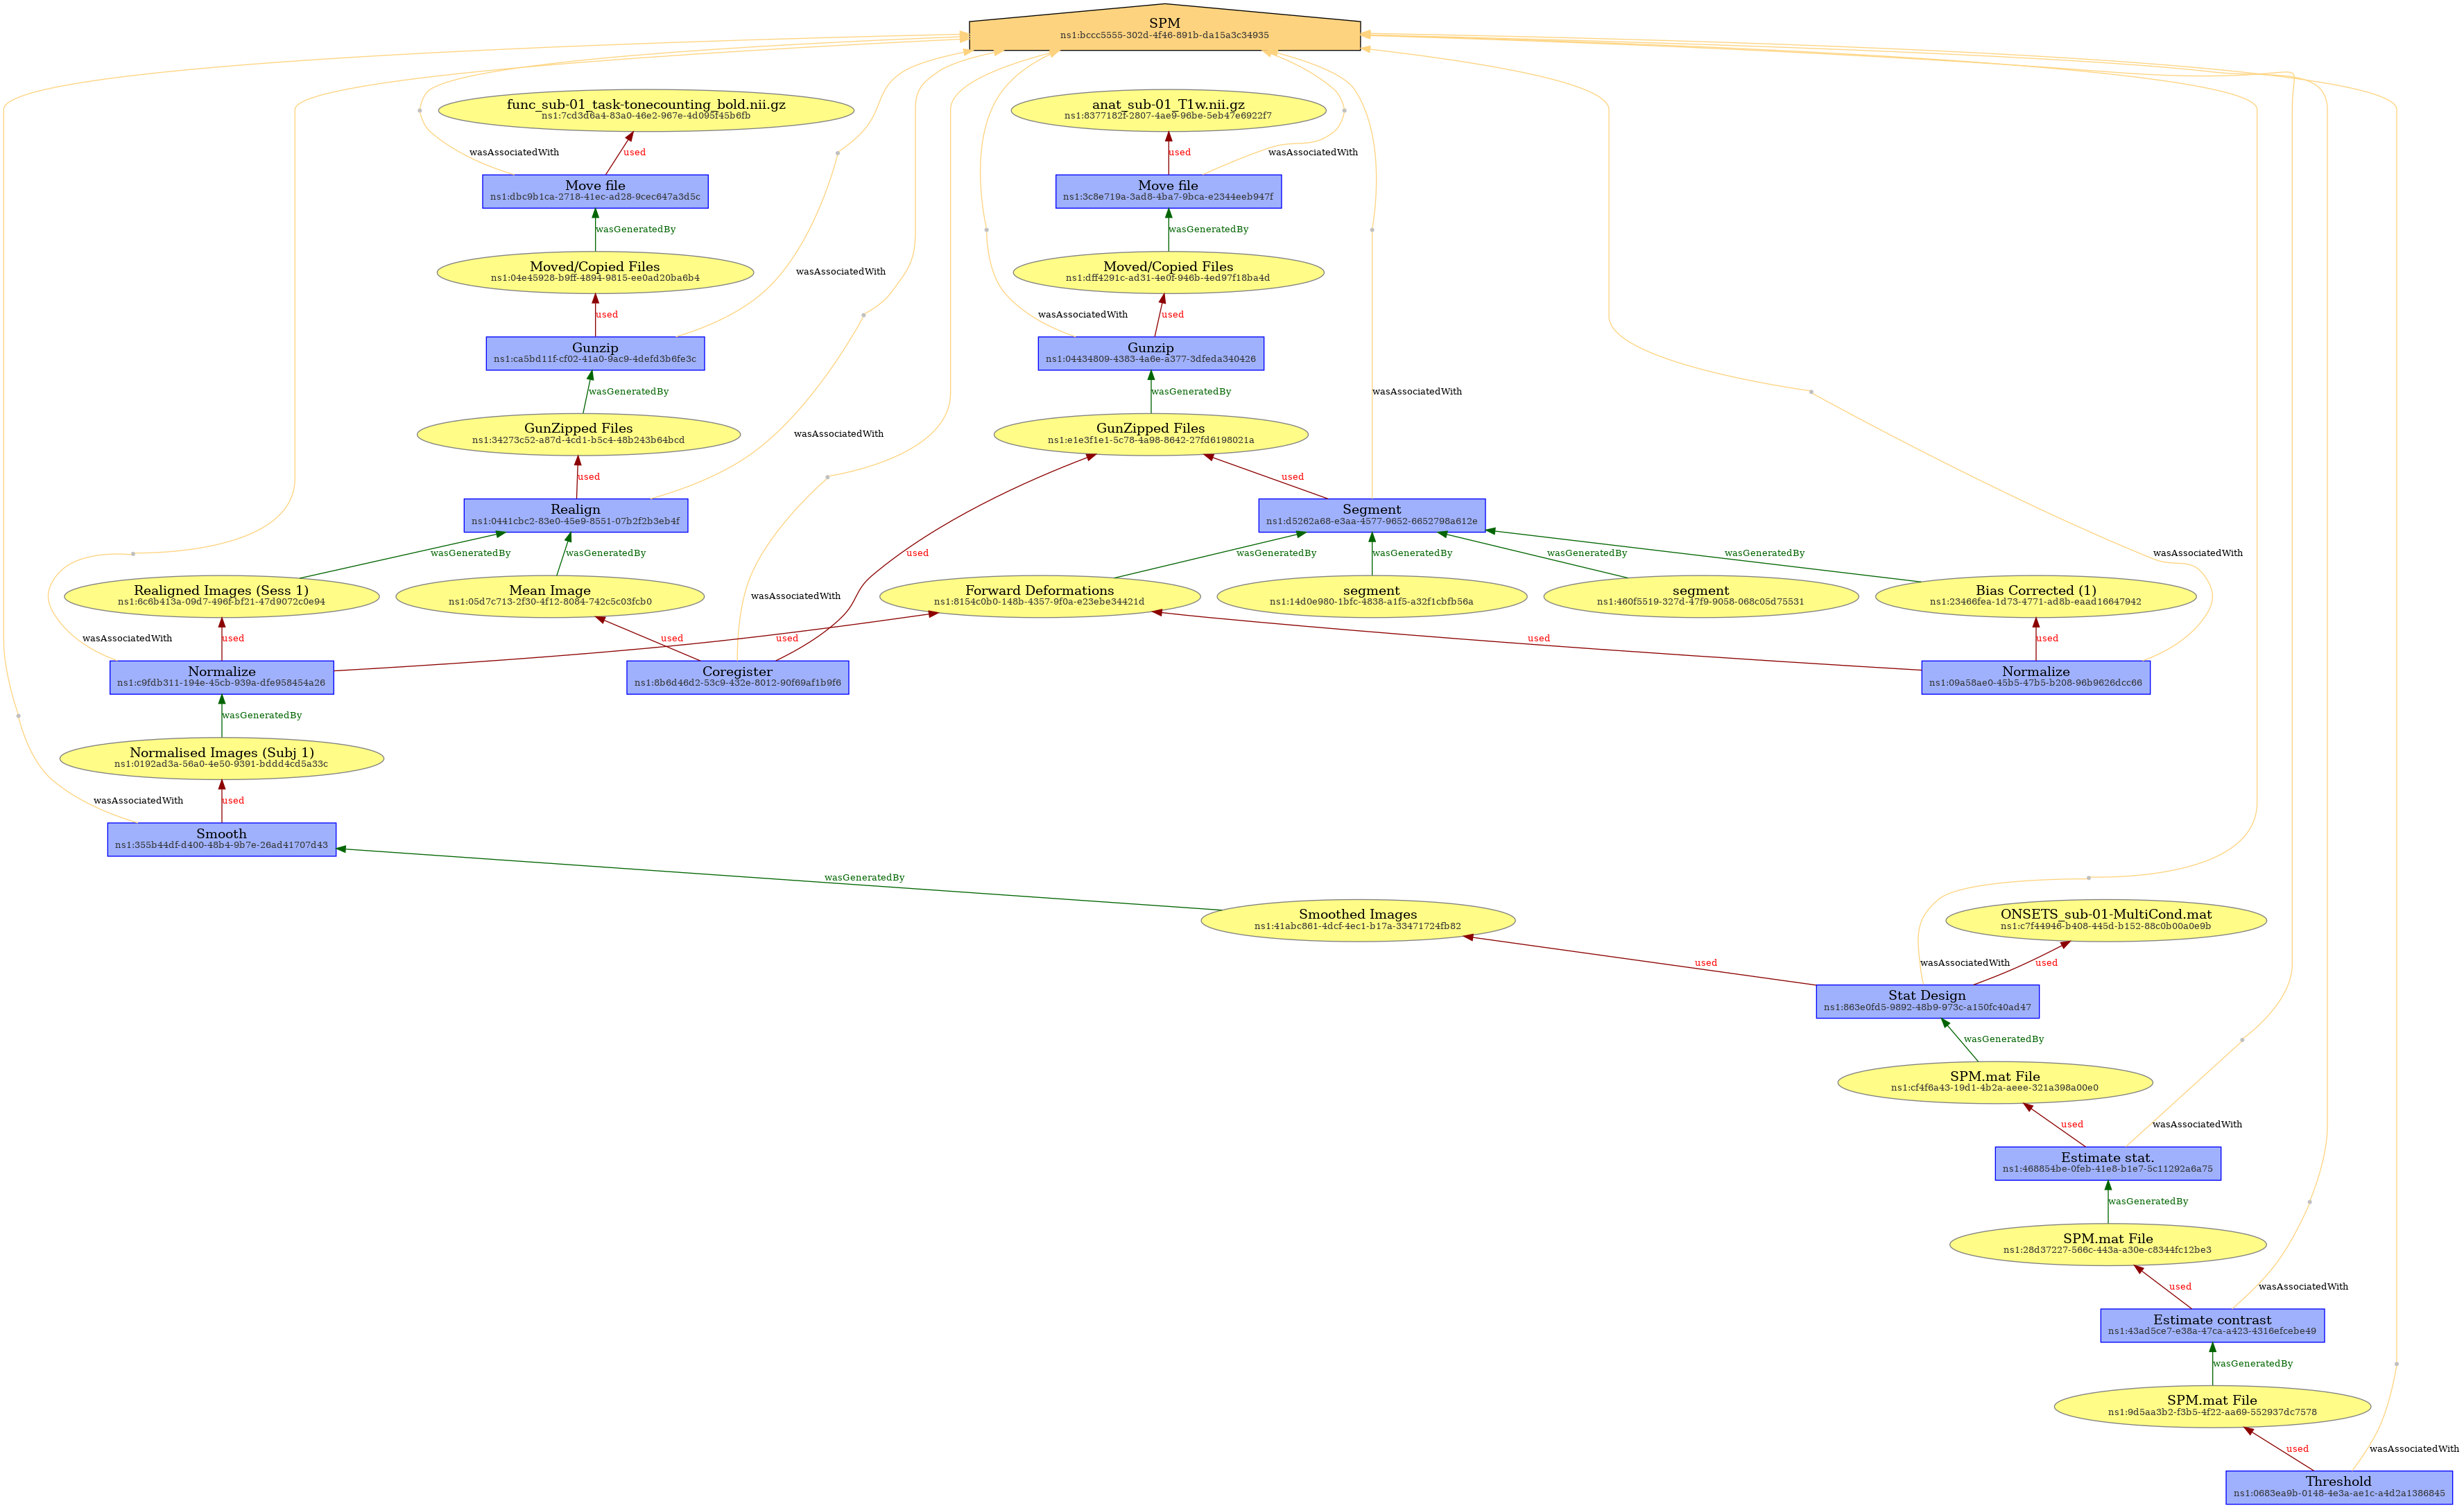 SPM
ns1:bccc5555-302d-4f46-891b-da15a3c34935
func_sub-01_task-tonecounting_bold.nii.gz
ns1:7cd3d6a4-83a0-46e2-967e-4d095f45b6fb
anat_sub-01_T1w.nii.gz
ns1:8377182f-2807-4ae9-96be-5eb47e6922f7
wasAssociatedWith
used
used
wasAssociatedWith
Move file
ns1:dbc9b1ca-2718-41ec-ad28-9cec647a3d5c
Move file
ns1:3c8e719a-3ad8-4ba7-9bca-e2344eeb947f
wasGeneratedBy
wasGeneratedBy
Moved/Copied Files
ns1:04e45928-b9ff-4894-9815-ee0ad20ba6b4
wasAssociatedWith
Moved/Copied Files
ns1:dff4291c-ad31-4e0f-946b-4ed97f18ba4d
used
wasAssociatedWith
used
Gunzip
ns1:ca5bd11f-cf02-41a0-9ac9-4defd3b6fe3c
Gunzip
ns1:04434809-4383-4a6e-a377-3dfeda340426
wasGeneratedBy
wasGeneratedBy
wasAssociatedWith
GunZipped Files
ns1:34273c52-a87d-4cd1-b5c4-48b243b64bcd
wasAssociatedWith
GunZipped Files
ns1:e1e3f1e1-5c78-4a98-8642-27fd6198021a
used
used
Realign
ns1:0441cbc2-83e0-45e9-8551-07b2f2b3eb4f
Segment
ns1:d5262a68-e3aa-4577-9652-6652798a612e
wasGeneratedBy
wasGeneratedBy
used
wasGeneratedBy
wasGeneratedBy
wasGeneratedBy
wasGeneratedBy
wasAssociatedWith
Realigned Images (Sess 1)
ns1:6c6b413a-09d7-496f-bf21-47d9072c0e94
Mean Image
ns1:05d7c713-2f30-4f12-8084-742c5c03fcb0
wasAssociatedWith
Forward Deformations
ns1:8154c0b0-148b-4357-9f0a-e23ebe34421d
segment
ns1:14d0e980-1bfc-4838-a1f5-a32f1cbfb56a
segment
ns1:460f5519-327d-47f9-9058-068c05d75531
Bias Corrected (1)
ns1:23466fea-1d73-4771-ad8b-eaad16647942
wasAssociatedWith
used
used
used
used
used
Normalize
ns1:c9fdb311-194e-45cb-939a-dfe958454a26
Coregister
ns1:8b6d46d2-53c9-432e-8012-90f69af1b9f6
Normalize
ns1:09a58ae0-45b5-47b5-b208-96b9626dcc66
wasGeneratedBy
Normalised Images (Subj 1)
ns1:0192ad3a-56a0-4e50-9391-bddd4cd5a33c
wasAssociatedWith
used
Smooth
ns1:355b44df-d400-48b4-9b7e-26ad41707d43
wasGeneratedBy
Smoothed Images
ns1:41abc861-4dcf-4ec1-b17a-33471724fb82
ONSETS_sub-01-MultiCond.mat
ns1:c7f44946-b408-445d-b152-88c0b00a0e9b
used
wasAssociatedWith
used
Stat Design
ns1:863e0fd5-9892-48b9-973c-a150fc40ad47
wasGeneratedBy
SPM.mat File
ns1:cf4f6a43-19d1-4b2a-aeee-321a398a00e0
used
wasAssociatedWith
Estimate stat.
ns1:468854be-0feb-41e8-b1e7-5c11292a6a75
wasGeneratedBy
SPM.mat File
ns1:28d37227-566c-443a-a30e-c8344fc12be3
used
wasAssociatedWith
Estimate contrast
ns1:43ad5ce7-e38a-47ca-a423-4316efcebe49
wasGeneratedBy
SPM.mat File
ns1:9d5aa3b2-f3b5-4f22-aa69-552937dc7578
used
wasAssociatedWith
Threshold
ns1:0683ea9b-0148-4e3a-ae1c-a4d2a1386845